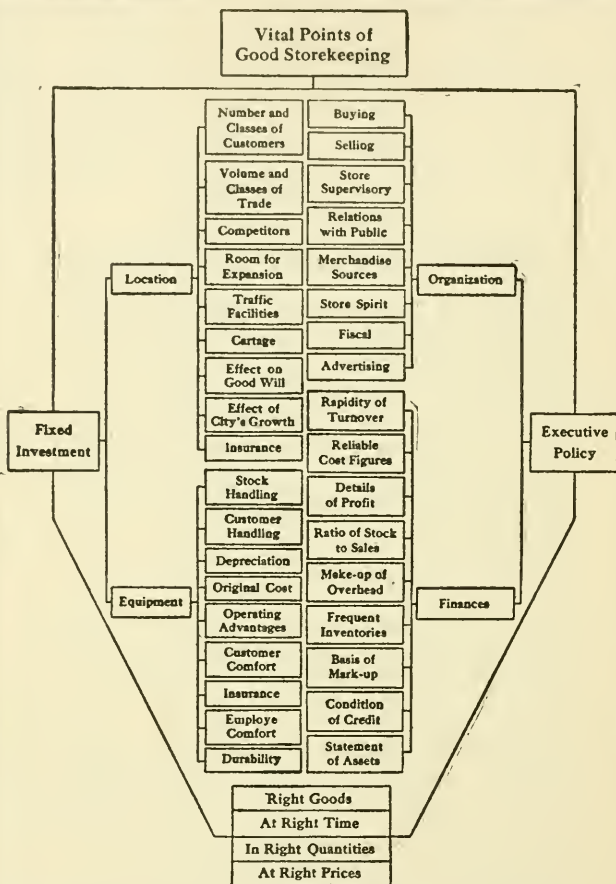 Vital Points of
Good Storekeeping
Fixed
Investment
Location
Number and
Classes of
Customers
Volume and
Classes of
Trade
Competitors
Room for
Expansion
Traffic
Facilities
Cartage
Effect on
Good Will
Effect of
City's Growth
Insurance
Equipment
Stock
Handling
Customer
Handling
Depreciation
Original Cost
Operating
Advantages
Customer
Comfort
Insurance
Employe
Comfort
Durability
Executive
Policy
Organization
Buying
Selling
Store
Supervisory
Relations
with Public
Merchandise
Sources
Store Spirit
Fiscal
Advertising
Finances
Rapidity of
Turnover
Reliable
Cost Figures
Details
of Profit
Ratio of Stock
to Sales
Make-up of
Overhead
Frequent
Inventories
Basis of
Mark-up
Condition
of Credit
Statement
of Assets
Right Goods
At Right Time
In Right Quantities
At Right Prices